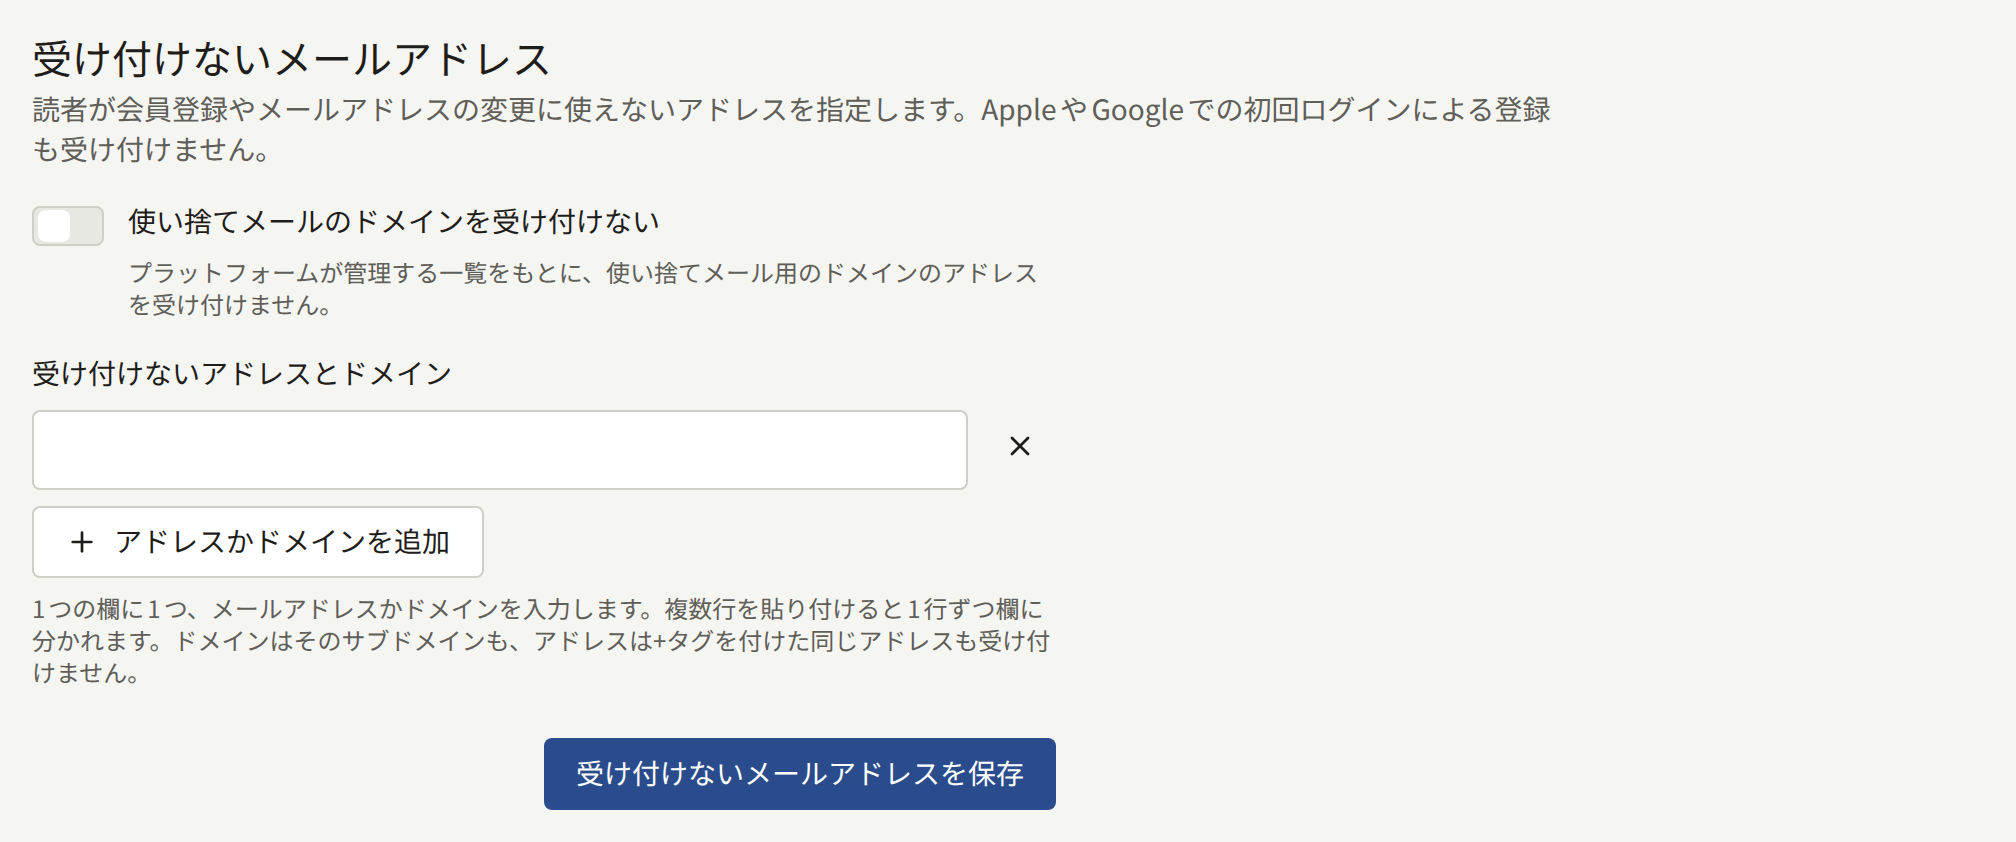 受け付けないメールアドレス
読者が会員登録やメールアドレスの変更に使えないアドレスを指定します。AppleやGoogleでの初回ログインによる登録
も受け付けません。
使い捨てメールのドメインを受け付けない
プラットフォームが管理する一覧をもとに、使い捨てメール用のドメインのアドレス
を受け付けません。
受け付けないアドレスとドメイン
アドレスかドメインを追加
1つの欄に1つ、メールアドレスかドメインを入力します。複数行を貼り付けると1行ずつ欄に
分かれます。ドメインはそのサブドメインも、アドレスは+タグを付けた同じアドレスも受け付
けません。
受け付けないメールアドレスを保存